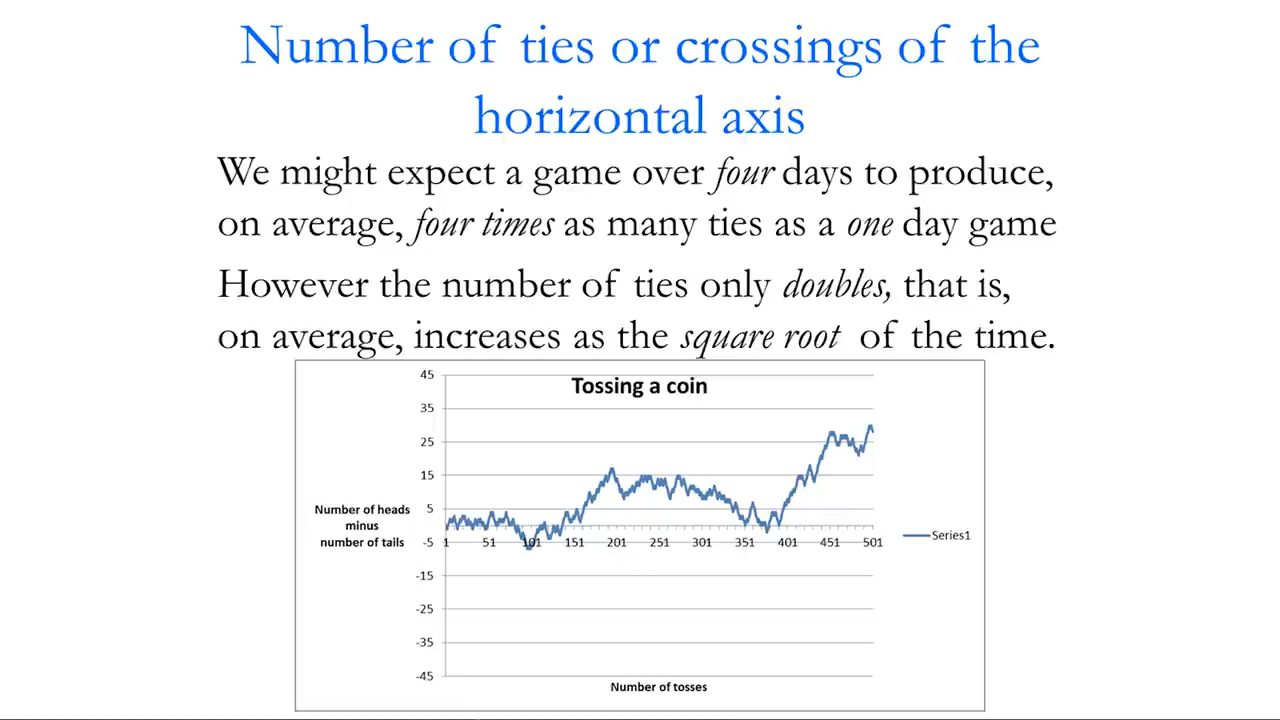 Number of ties or crossings of the
horizontal axis
We might expect a game over four days to produce,
on average, four times as many ties as a one day game
However the number of ties only doubles, that is,
on average, increases as the square root of the time.
Tossing a coin
45
35
25
15
5
-5
-15
-25
-35
-45
Number of heads
minus
number of tails
1 51 101 151 201 251 301 351 401 451 501
Series1
Number of tosses